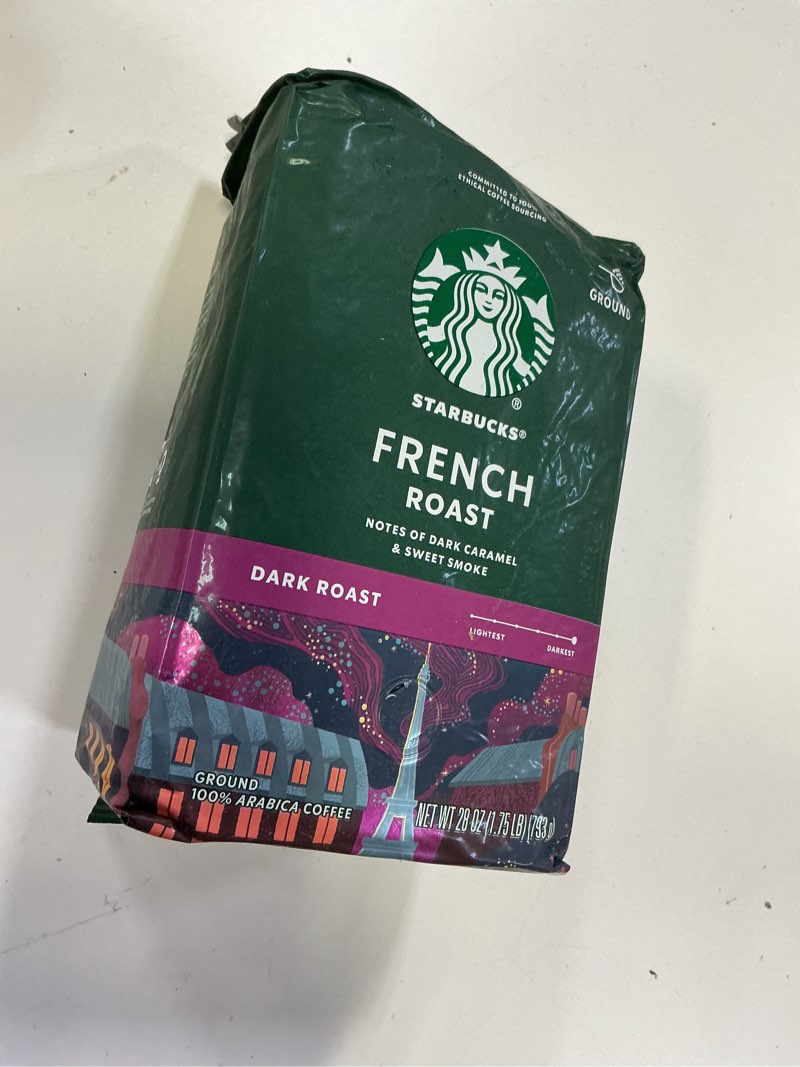 COMMITTED TO 100%
ETHICAL COFFEE SOURCING
GROUND
STARBUCKS®
FRENCH
ROAST
NOTES OF DARK CARAMEL
& SWEET SMOKE
DARK ROAST
LIGHTEST
DARKEST
GROUND
100% ARABICA COFFEE
NET WT 28 OZ (1.75 LB) (793 g)